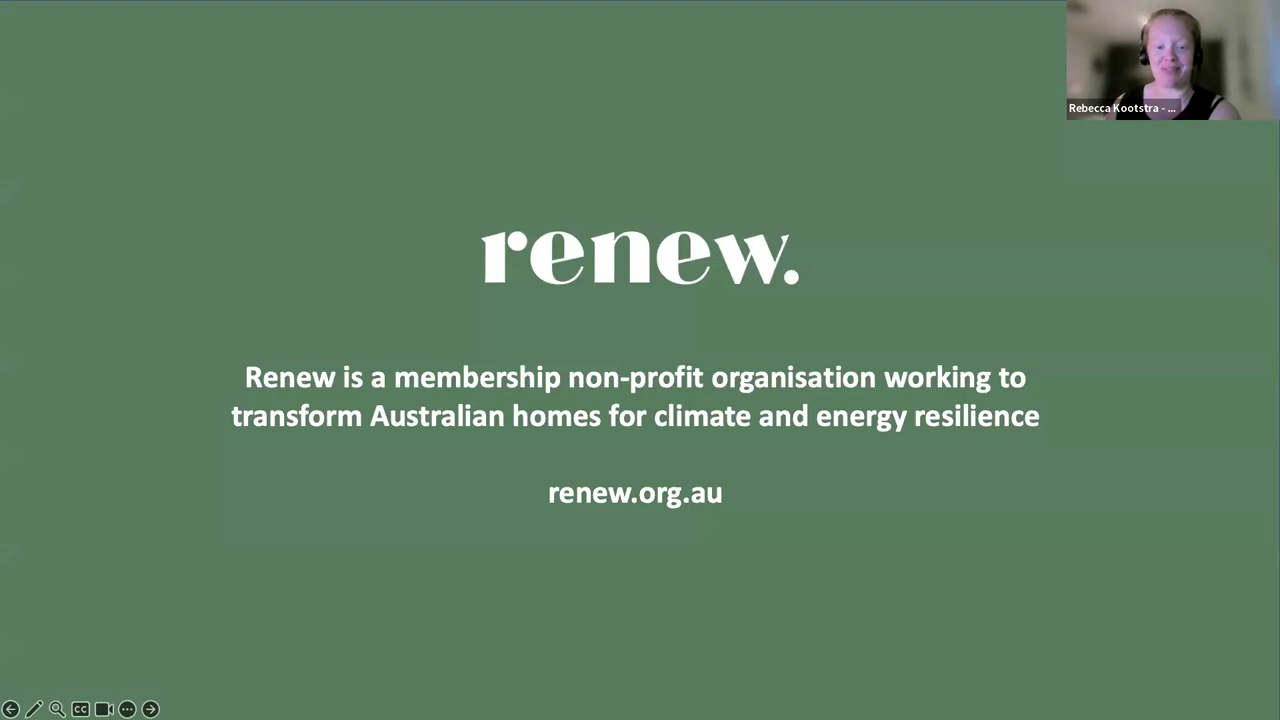 Rebecca Kootstra - ...
renew.
Renew is a membership non-profit organisation working to
transform Australian homes for climate and energy resilience
renew.org.au
CC